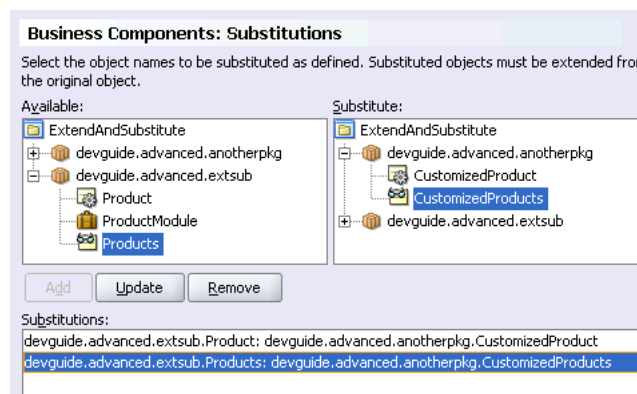 Business Components: Substitutions
Select the object names to be substituted as defined. Substituted objects must be extended from
the original object.
Available:
Substitute:
ExtendAndSubstitute
devguide.advanced.anotherpkg
devguide.advanced.extsub
Product
ProductModule
Products
ExtendAndSubstitute
devguide.advanced.anotherpkg
CustomizedProduct
CustomizedProducts
devguide.advanced.extsub
Add
Update
Remove
Substitutions:
devguide.advanced.extsub.Product: devguide.advanced.anotherpkg.CustomizedProduct
devguide.advanced.extsub.Products: devguide.advanced.anotherpkg.CustomizedProducts